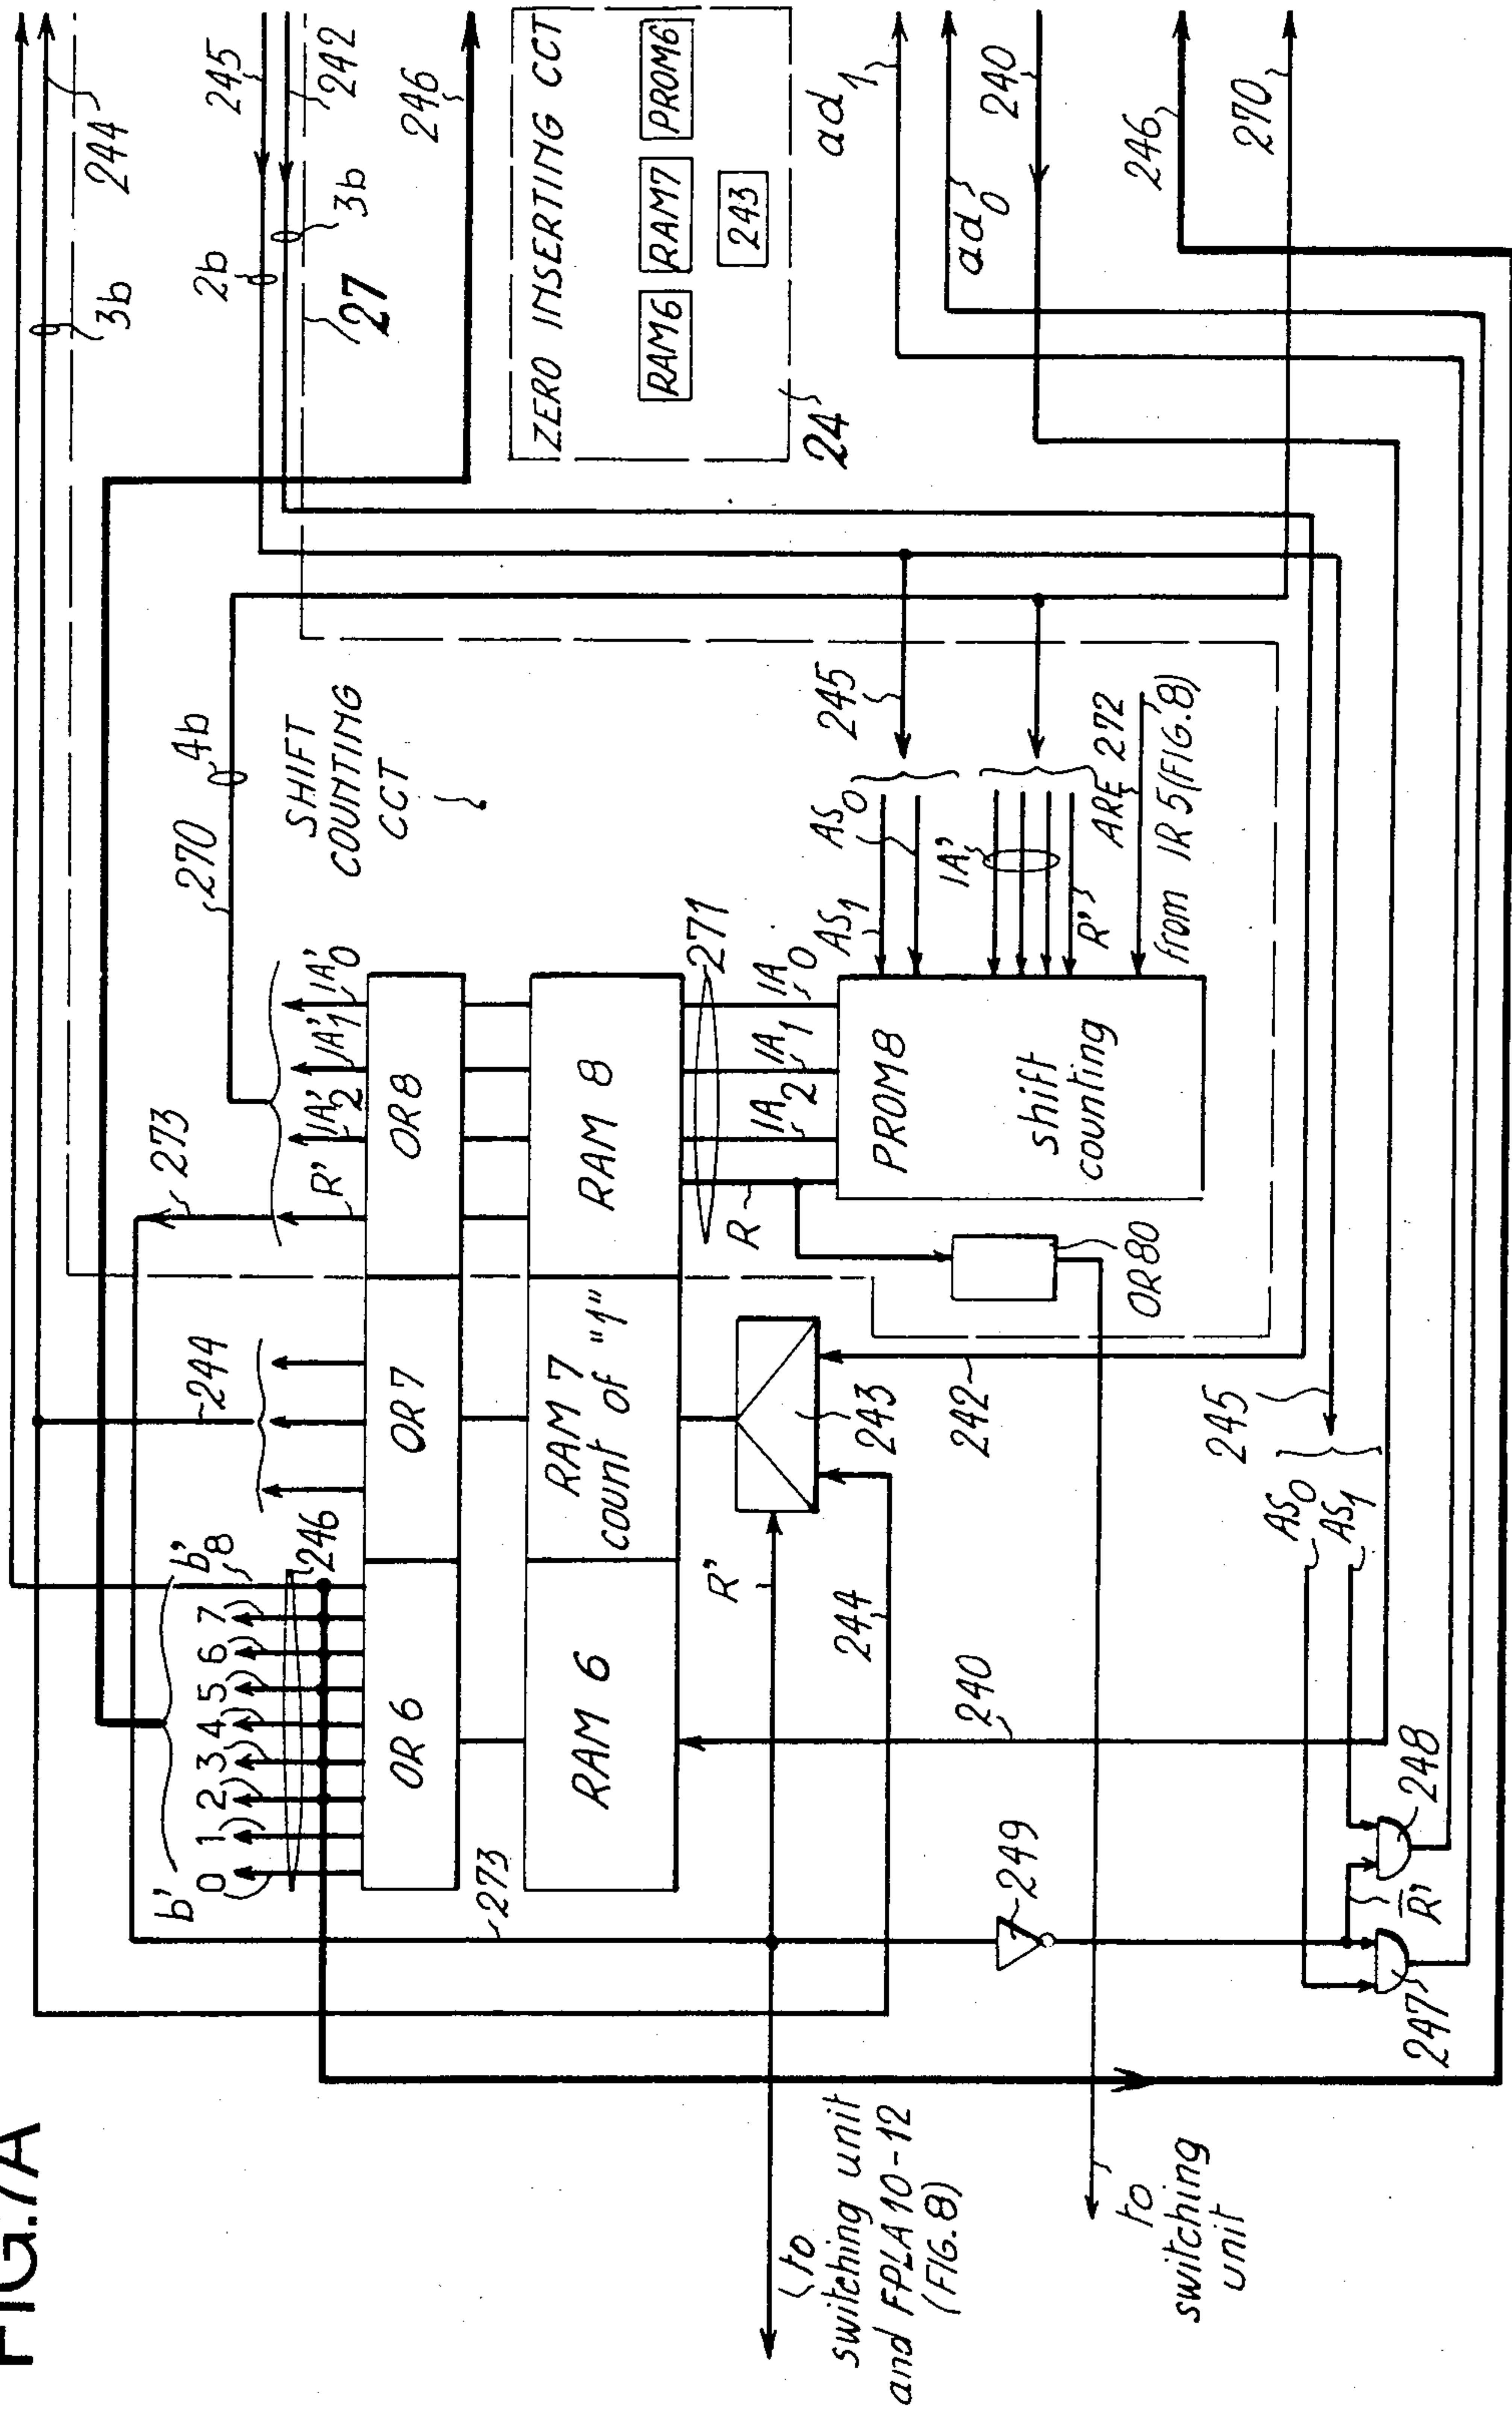 FIG.7A
b'
0
1
2
3
4
5
6
7
b'8
246
244
273
R'
IA'2
IA'1
IA'0
270
4b
3b
244
2b
245
3b
242
27
246
OR6
OR7
OR8
273
RAM 6
RAM 7
count of "1"
RAM 8
SHIFT
COUNTING
CCT
ZERO INSERTING CCT
RAM6
RAM7
PROM6
243
24
R
271
IA2
IA1
IA0
R'
243
244
242
PROM8
shift
counting
OR80
AS1
AS0
245
IA'
R'
ARE 272
from IR5(FIG.8)
ad1
ad0
240
246
270
240
249
245
AS0
AS1
R̅'
247
248
to
switching unit
and FPLA10-12
(FIG.8)
to
switching
unit